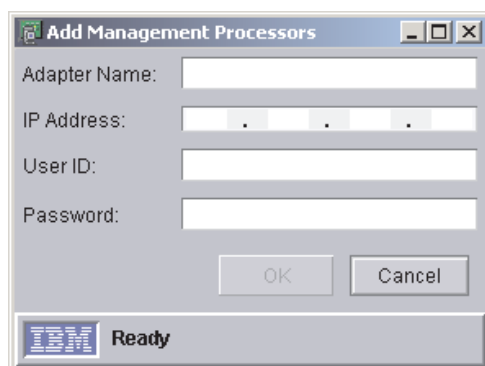 Add Management Processors
Adapter Name:
IP Address:
. . .
User ID:
Password:
OK Cancel
IBM Ready